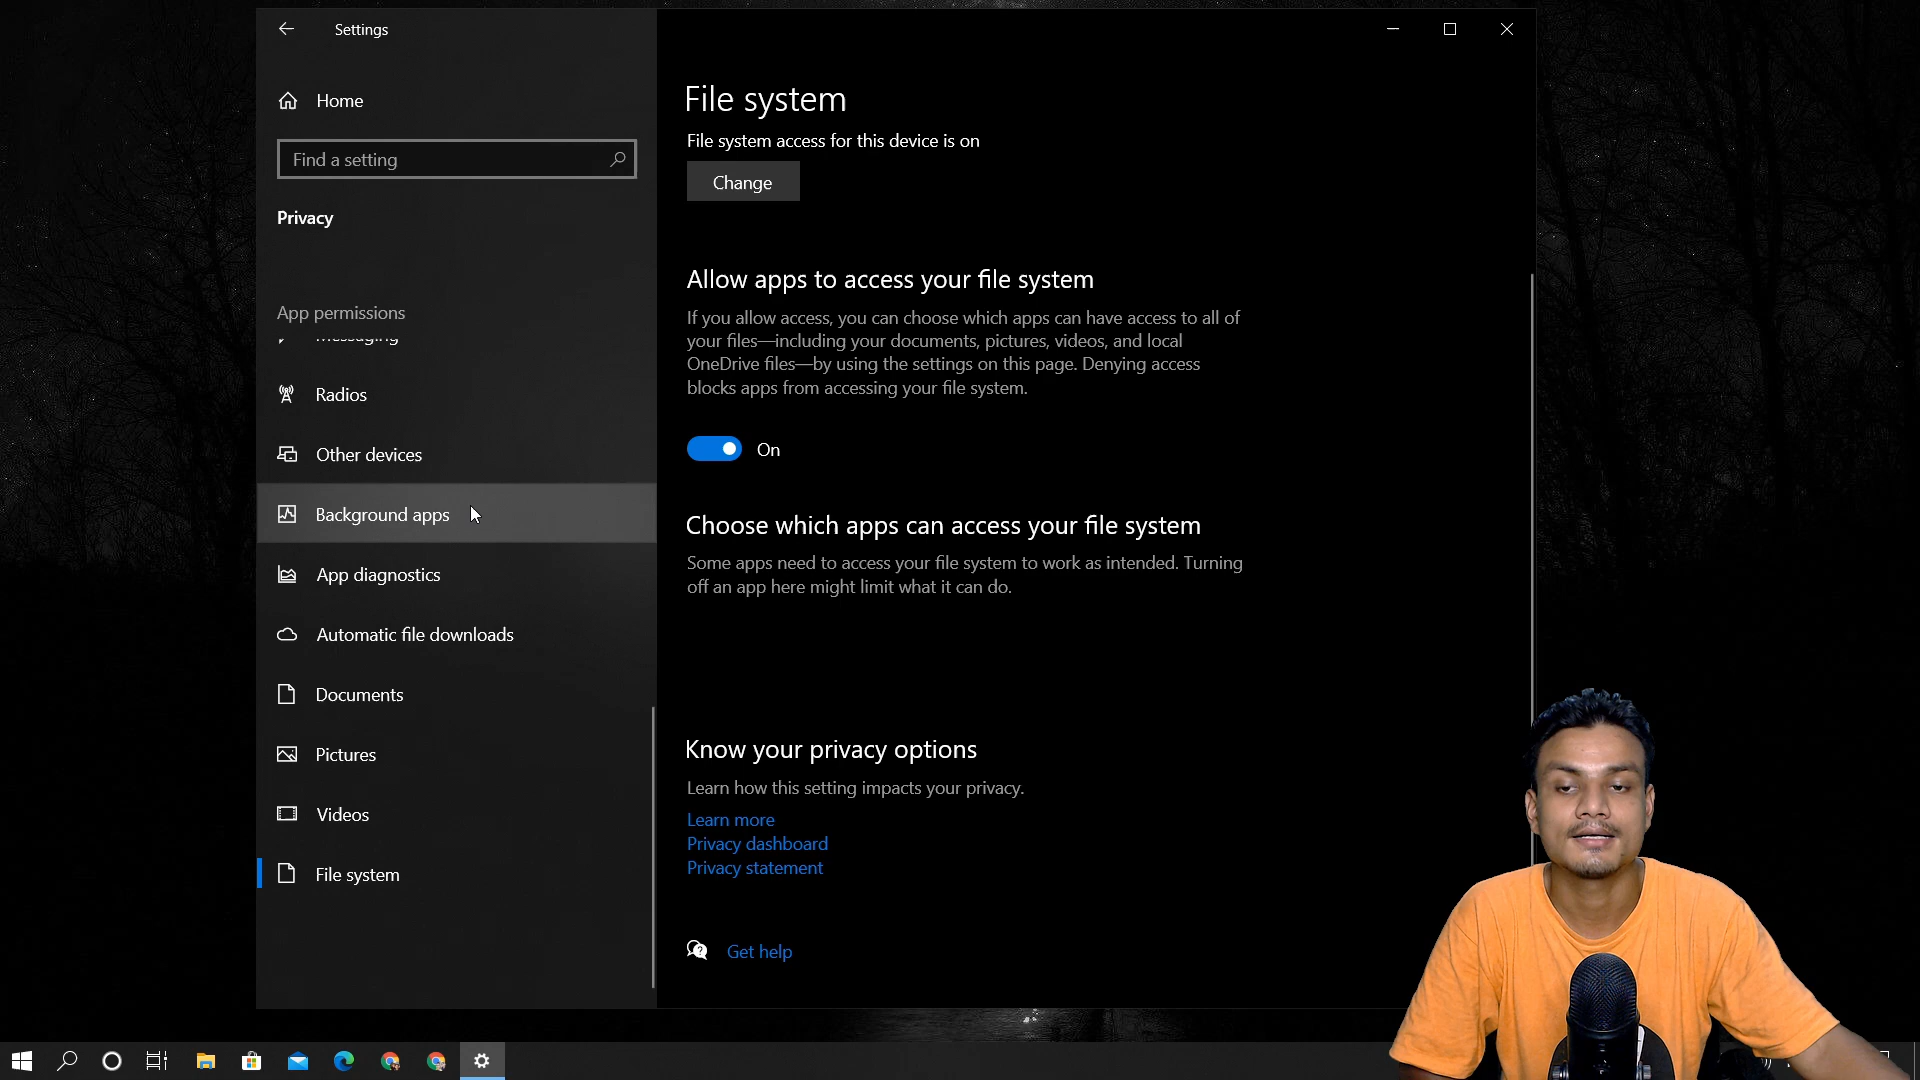 Settings
Home
Find a setting
Privacy
App permissions
Messaging
Radios
Other devices
Background apps
App diagnostics
Automatic file downloads
Documents
Pictures
Videos
File system
File system
File system access for this device is on
Change
Allow apps to access your file system
If you allow access, you can choose which apps can have access to all of
your files—including your documents, pictures, videos, and local
OneDrive files—by using the settings on this page. Denying access
blocks apps from accessing your file system.
On
Choose which apps can access your file system
Some apps need to access your file system to work as intended. Turning
off an app here might limit what it can do.
Know your privacy options
Learn how this setting impacts your privacy.
Learn more
Privacy dashboard
Privacy statement
Get help